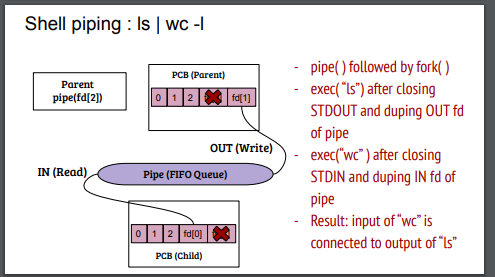 Shell piping : ls | wc -l
Parent
pipe(fd[2])
PCB (Parent)
0 1 2 fd[1]
OUT (Write)
IN (Read)
Pipe (FIFO Queue)
0 1 2 fd[0]
PCB (Child)
- pipe( ) followed by fork( )
- exec(“ls”) after closing
STDOUT and duping OUT fd
of pipe
- exec(“wc” ) after closing
STDIN and duping IN fd of
pipe
- Result: input of “wc” is
connected to output of “ls”